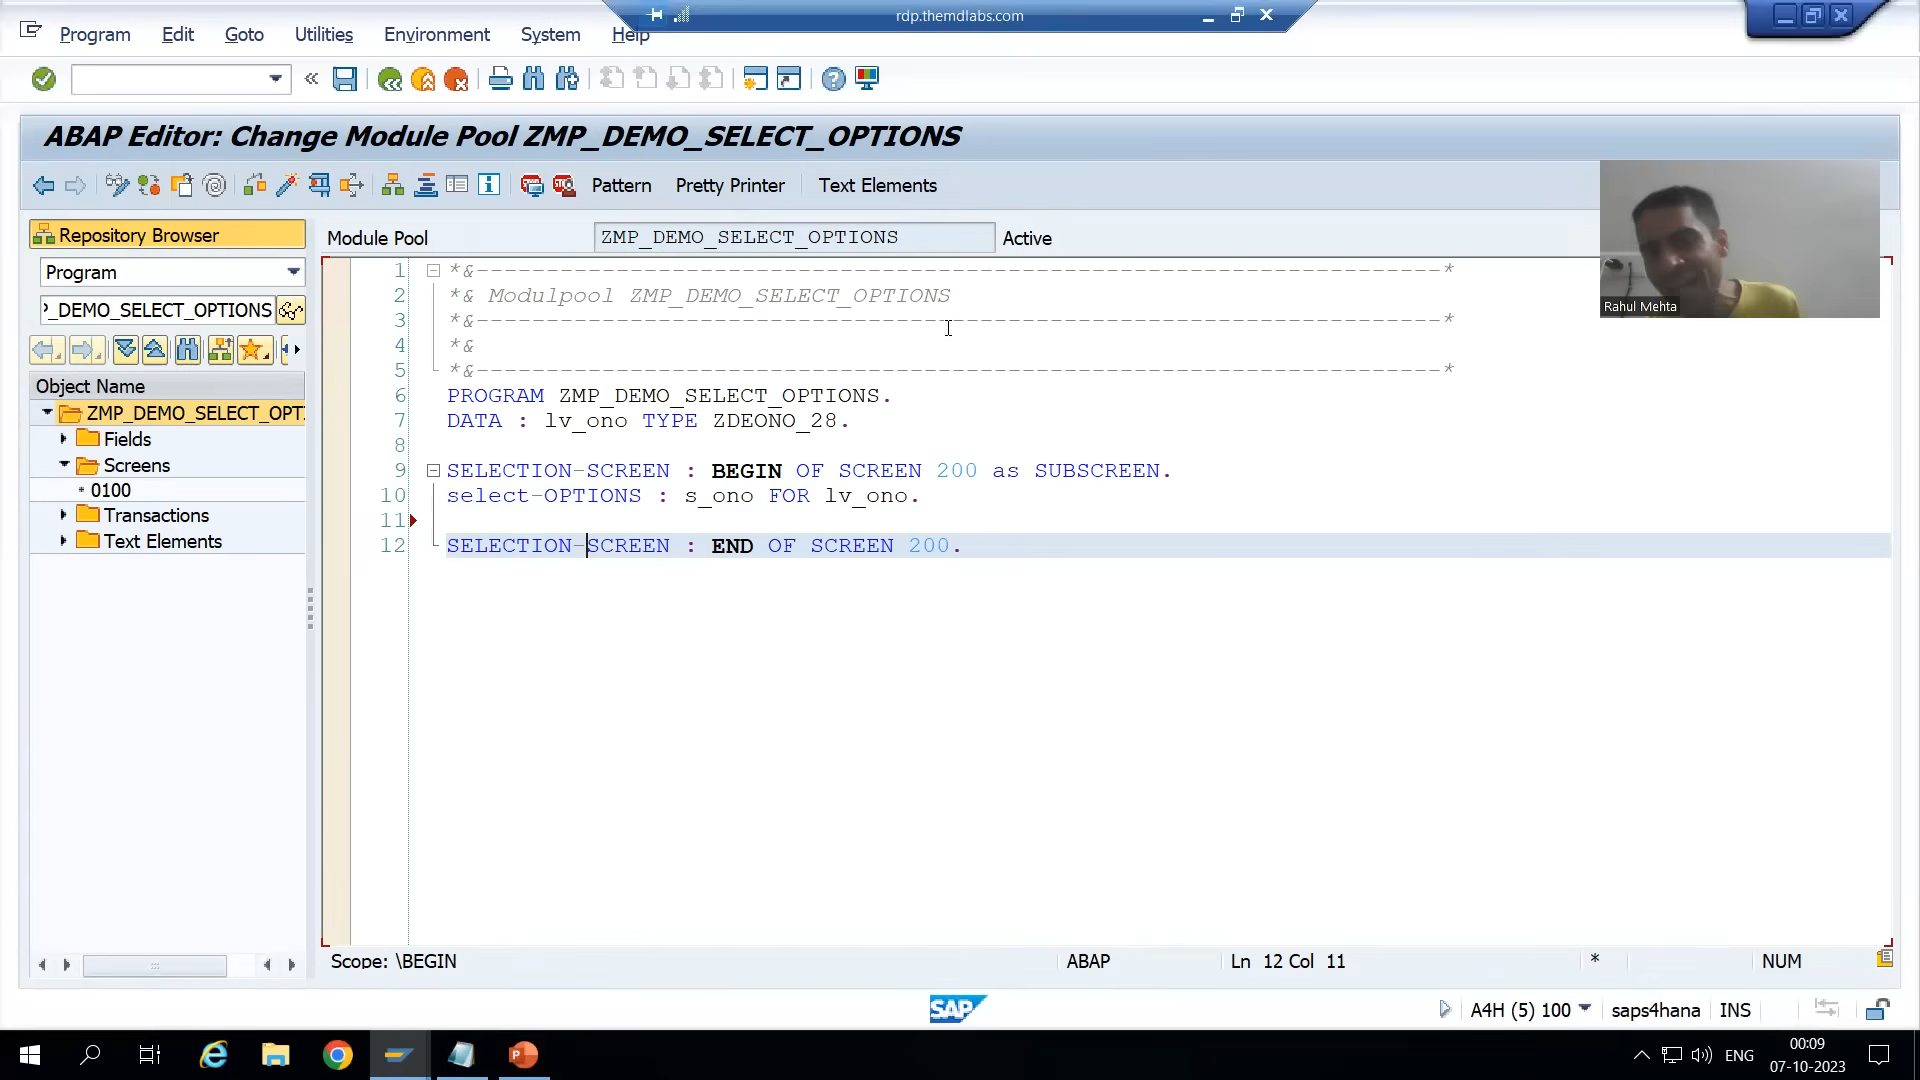 rdp.themdlabs.com
Program Edit Goto Utilities Environment System Help
ABAP Editor: Change Module Pool ZMP_DEMO_SELECT_OPTIONS
Pattern Pretty Printer Text Elements
Repository Browser
Module Pool ZMP_DEMO_SELECT_OPTIONS Active
Program
_DEMO_SELECT_OPTIONS
Object Name
ZMP_DEMO_SELECT_OPT
Fields
Screens
0100
Transactions
Text Elements
1 *&---------------------------------------------------------------------*
2 *& Modulpool ZMP_DEMO_SELECT_OPTIONS
3 *&---------------------------------------------------------------------*
4 *&
5 *&---------------------------------------------------------------------*
6 PROGRAM ZMP_DEMO_SELECT_OPTIONS.
7 DATA : lv_ono TYPE ZDEONO_28.
8
9 SELECTION-SCREEN : BEGIN OF SCREEN 200 as SUBSCREEN.
10 select-OPTIONS : s_ono FOR lv_ono.
11
12 SELECTION-SCREEN : END OF SCREEN 200.
Rahul Mehta
Scope: \BEGIN ABAP Ln 12 Col 11 * NUM
SAP
A4H (5) 100 saps4hana INS
ENG
00:09
07-10-2023